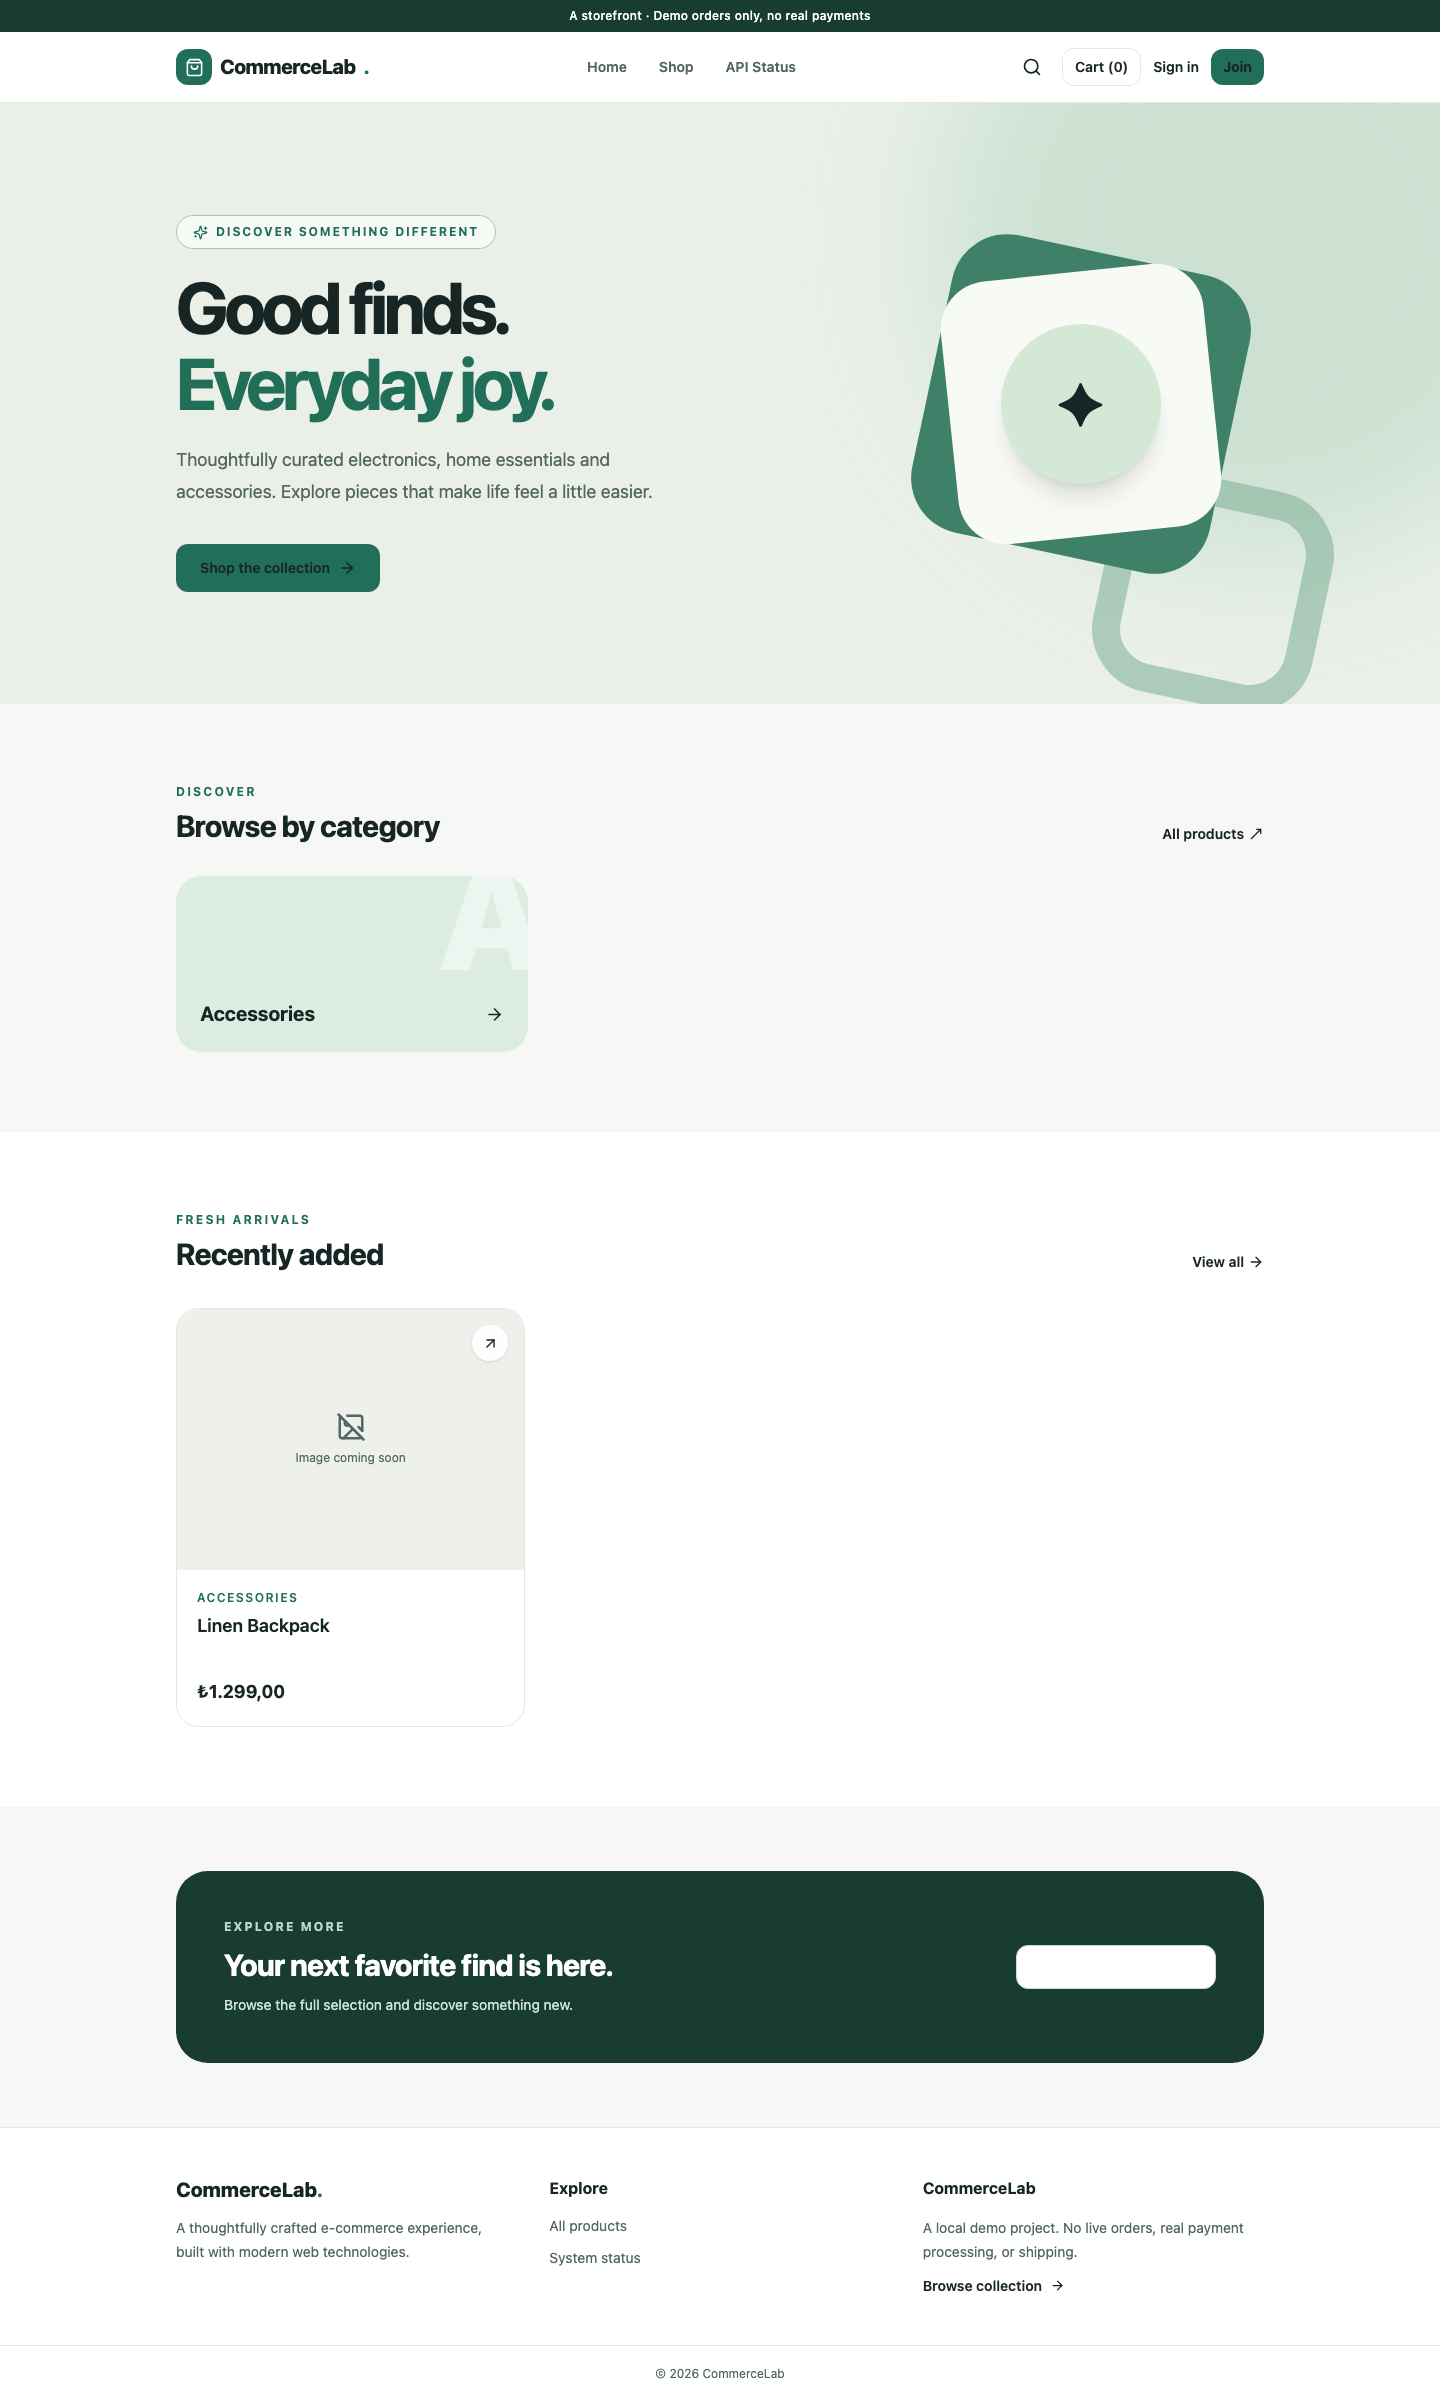 A storefront · Demo orders only, no real payments
CommerceLab .
Home
Shop
API Status
Cart (0)
Sign in
Join
DISCOVER SOMETHING DIFFERENT
Good finds.
Everyday joy.
Thoughtfully curated electronics, home essentials and
accessories. Explore pieces that make life feel a little easier.
Shop the collection
DISCOVER
Browse by category
All products
A
Accessories
FRESH ARRIVALS
Recently added
View all
Image coming soon
ACCESSORIES
Linen Backpack
₺1.299,00
EXPLORE MORE
Your next favorite find is here.
Browse the full selection and discover something new.
CommerceLab.
A thoughtfully crafted e-commerce experience,
built with modern web technologies.
Explore
All products
System status
CommerceLab
A local demo project. No live orders, real payment
processing, or shipping.
Browse collection
© 2026 CommerceLab